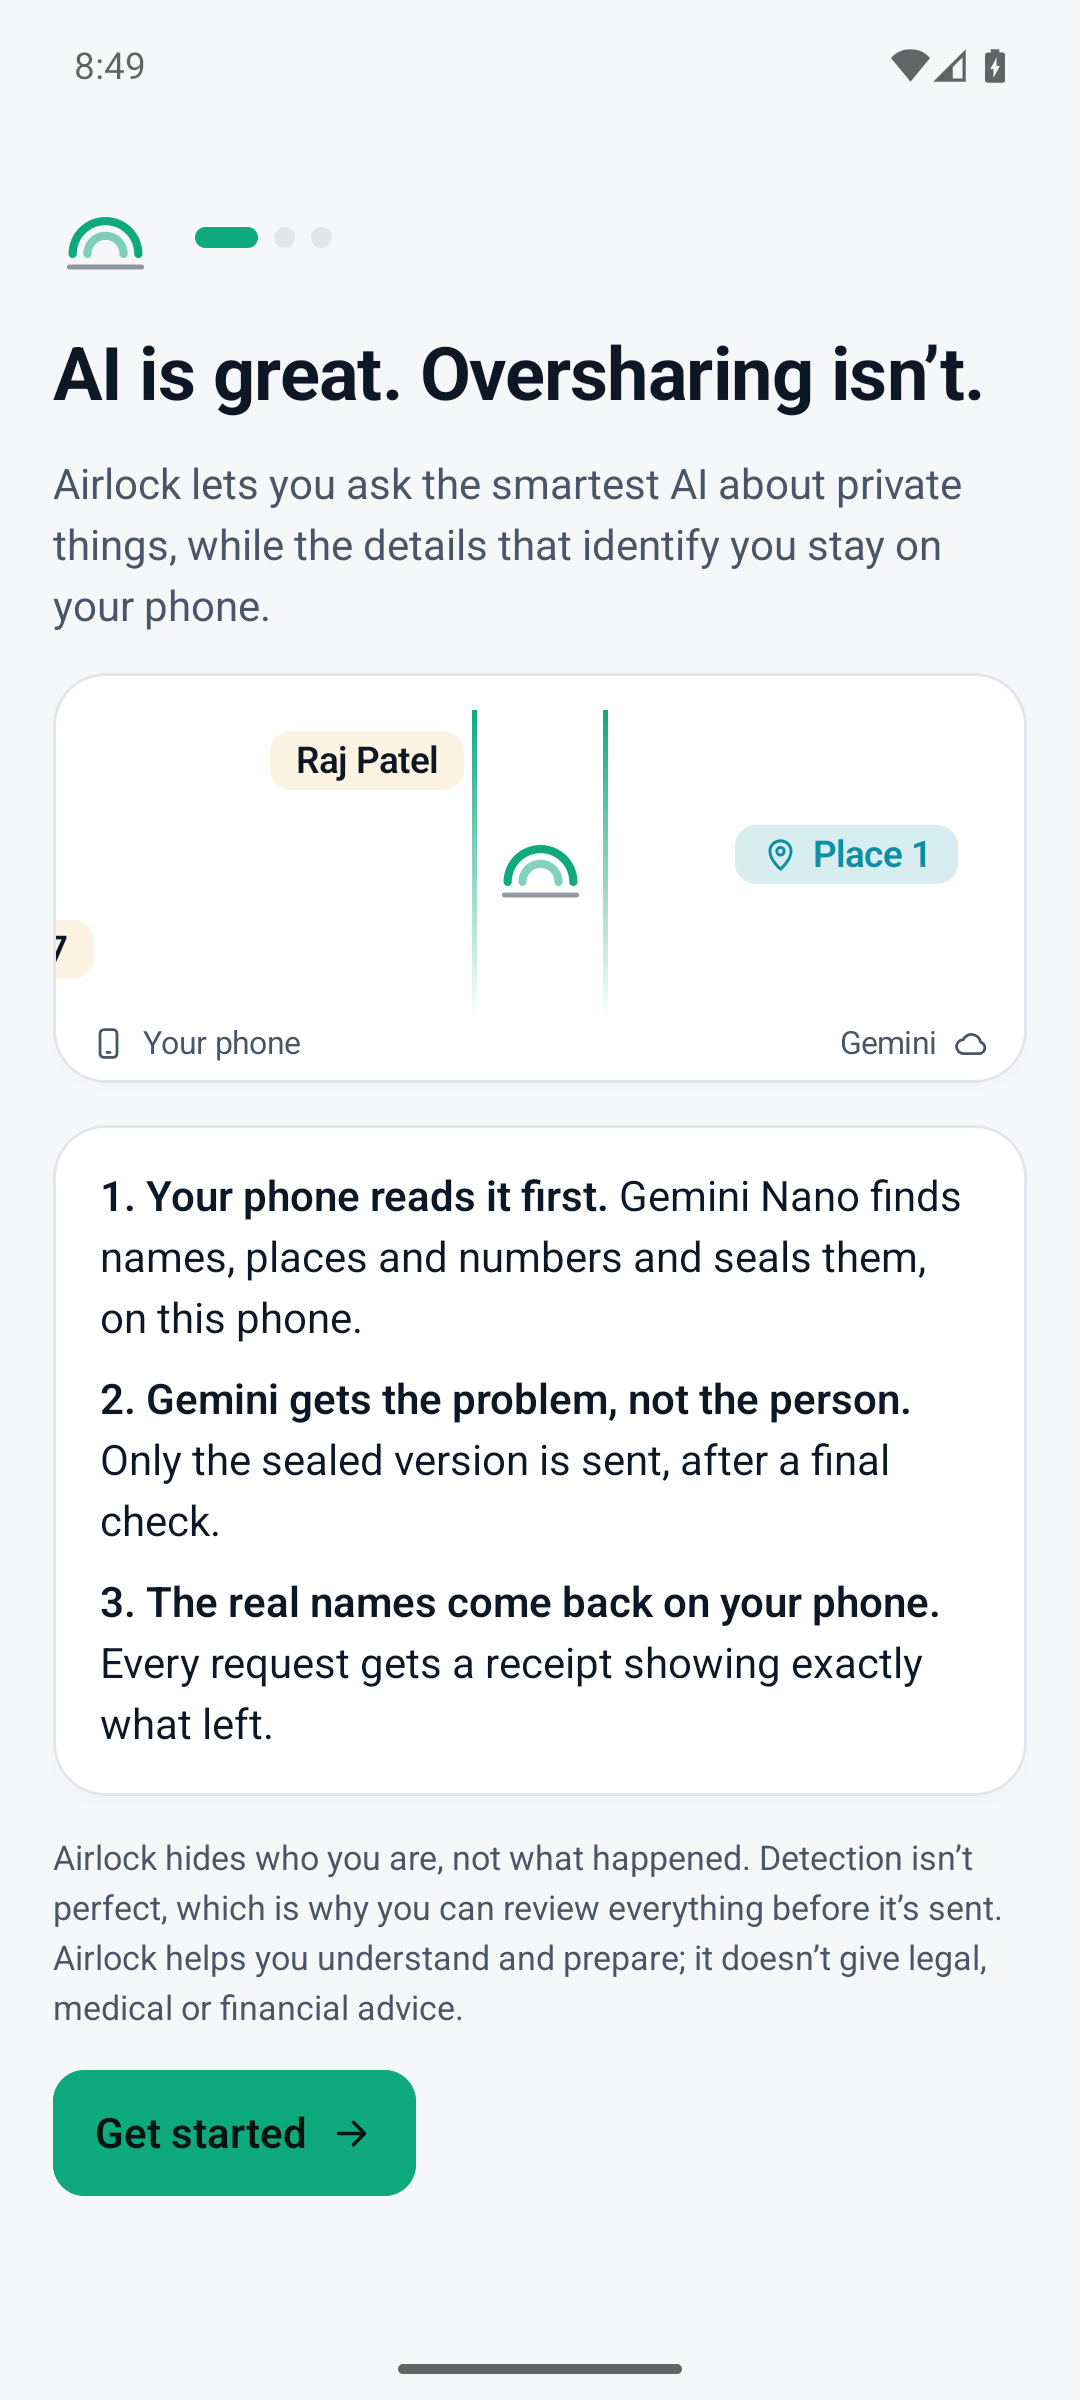 8:49
AI is great. Oversharing isn’t.
Airlock lets you ask the smartest AI about private
things, while the details that identify you stay on
your phone.
Raj Patel
Place 1
7
Your phone
Gemini
1. Your phone reads it first. Gemini Nano finds
names, places and numbers and seals them,
on this phone.
2. Gemini gets the problem, not the person.
Only the sealed version is sent, after a final
check.
3. The real names come back on your phone.
Every request gets a receipt showing exactly
what left.
Airlock hides who you are, not what happened. Detection isn’t
perfect, which is why you can review everything before it’s sent.
Airlock helps you understand and prepare; it doesn’t give legal,
medical or financial advice.
Get started